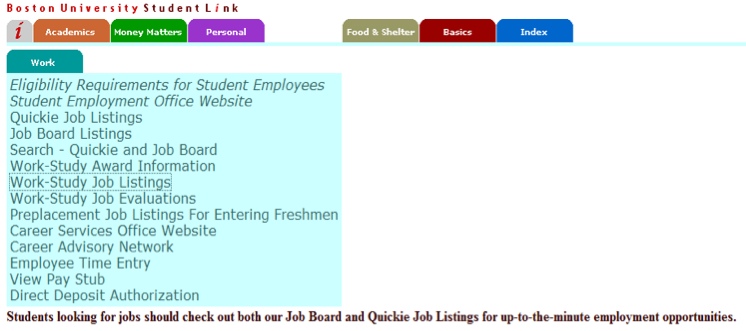 Boston University Student Link
i Academics Money Matters Personal Food & Shelter Basics Index
Work
Eligibility Requirements for Student Employees
Student Employment Office Website
Quickie Job Listings
Job Board Listings
Search - Quickie and Job Board
Work-Study Award Information
Work-Study Job Listings
Work-Study Job Evaluations
Preplacement Job Listings For Entering Freshmen
Career Services Office Website
Career Advisory Network
Employee Time Entry
View Pay Stub
Direct Deposit Authorization
Students looking for jobs should check out both our Job Board and Quickie Job Listings for up-to-the-minute employment opportunities.